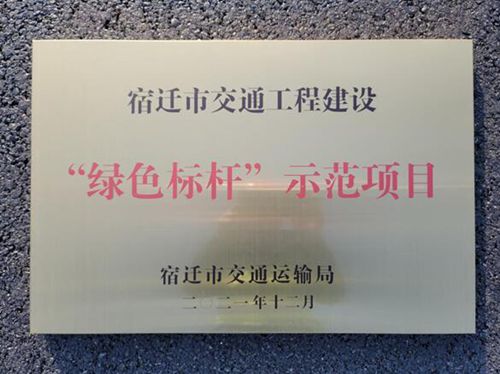 宿迁市交通工程建设
“绿色标杆”示范项目
宿迁市交通运输局
二〇二一年十二月